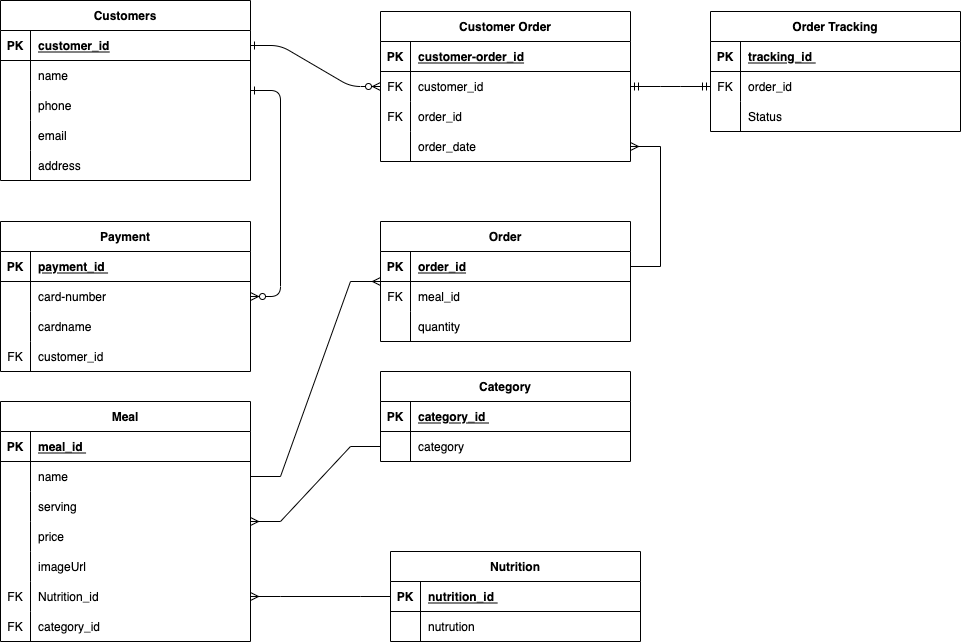 Customers
PK customer_id
name
phone
email
address
Customer Order
PK customer-order_id
FK customer_id
FK order_id
order_date
Order Tracking
PK tracking_id
FK order_id
Status
Payment
PK payment_id
card-number
cardname
FK customer_id
Order
PK order_id
FK meal_id
quantity
Category
PK category_id
category
Meal
PK meal_id
name
serving
price
imageUrl
FK Nutrition_id
FK category_id
Nutrition
PK nutrition_id
nutrution